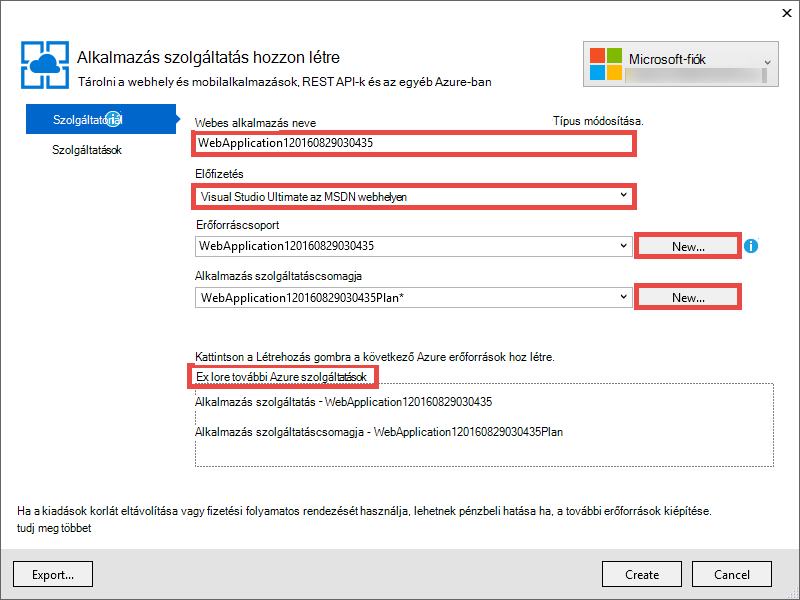 Alkalmazás szolgáltatás hozzon létre
Tárolni a webhely és mobilalkalmazások, REST API-k és az egyéb Azure-ban
Microsoft-fiók
Szolgáltatások
Webes alkalmazás neve
Típus módosítása.
WebApplication120160829030435
Előfizetés
Visual Studio Ultimate az MSDN webhelyen
Erőforráscsoport
WebApplication120160829030435
New...
Alkalmazás szolgáltatáscsomagja
WebApplication120160829030435Plan*
New...
Kattintson a Létrehozás gombra a következő Azure erőforrások hoz létre.
Ex lore további Azure szolgáltatások
Alkalmazás szolgáltatás - WebApplication120160829030435
Alkalmazás szolgáltatáscsomagja - WebApplication120160829030435Plan
Ha a kiadások korlát eltávolítása vagy fizetési folyamatos rendezését használja, lehetnek pénzbeli hatása ha, a további erőforrások kiépítése.
tudj meg többet
Export...
Create
Cancel